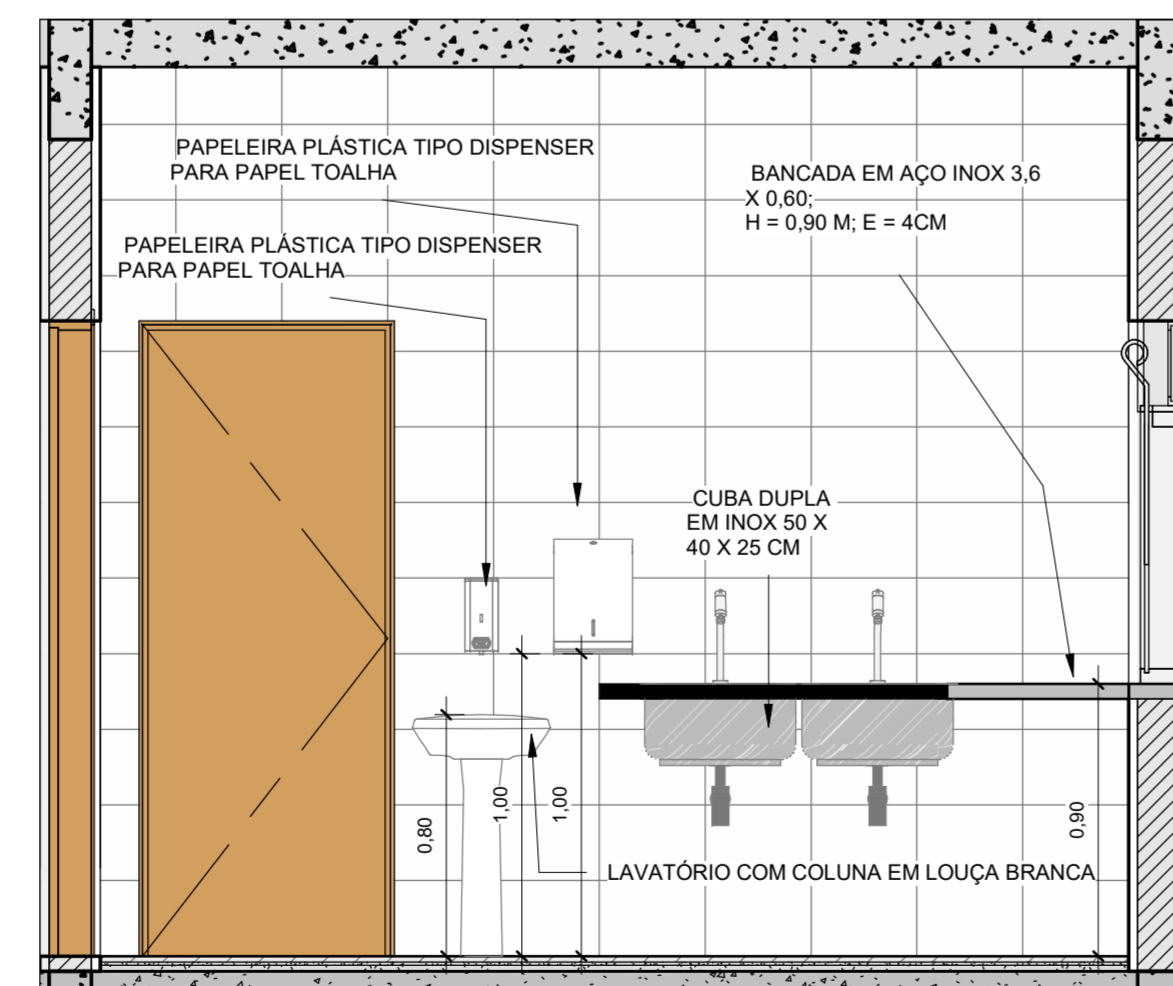 PAPELEIRA PLÁSTICA TIPO DISPENSER
PARA PAPEL TOALHA
BANCADA EM AÇO INOX 3,6
X 0,60;
H = 0,90 M; E = 4CM
PAPELEIRA PLÁSTICA TIPO DISPENSER
PARA PAPEL TOALHA
CUBA DUPLA
EM INOX 50 X
40 X 25 CM
0,80
1,00
1,00
0,90
LAVATÓRIO COM COLUNA EM LOUÇA BRANCA